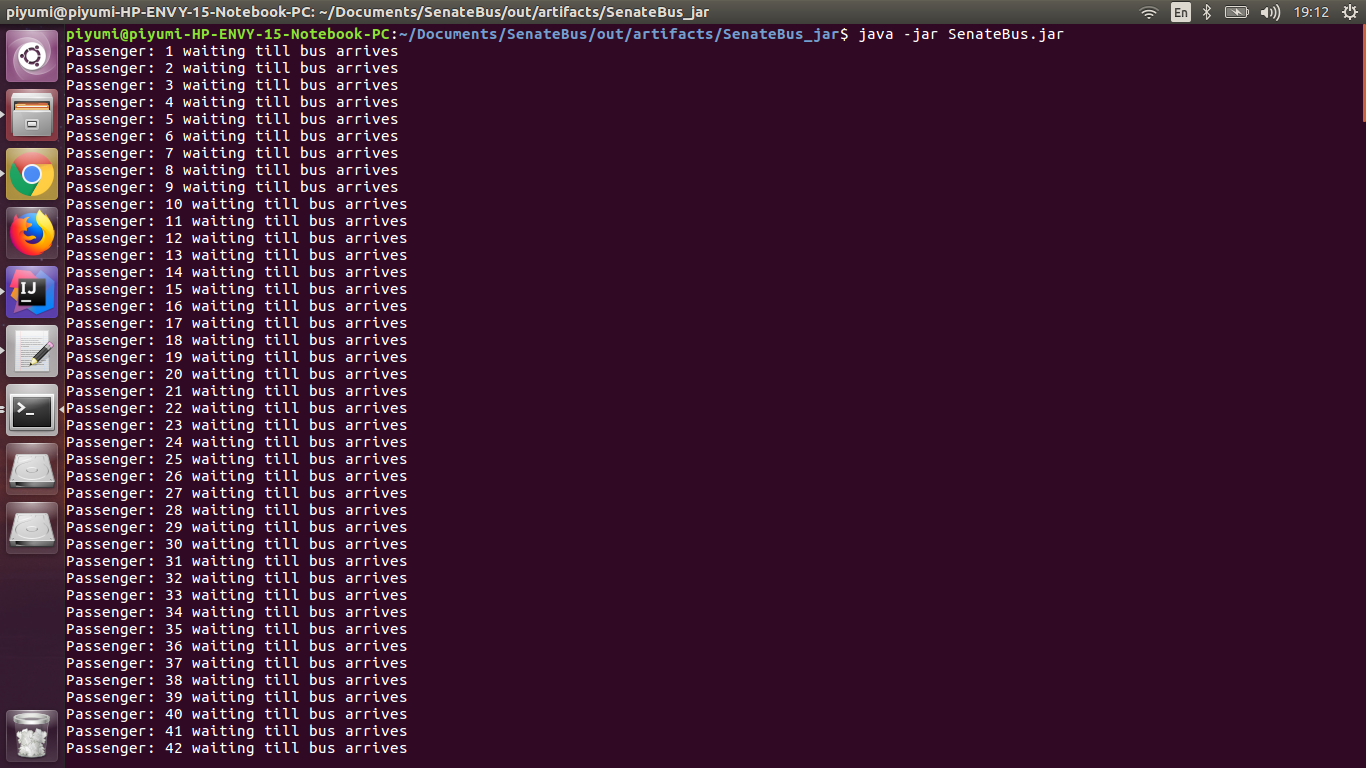 piyumi@piyumi-HP-ENVY-15-Notebook-PC: ~/Documents/SenateBus/out/artifacts/SenateBus_jar
En
19:12
piyumi@piyumi-HP-ENVY-15-Notebook-PC:~/Documents/SenateBus/out/artifacts/SenateBus_jar$ java -jar SenateBus.jar
Passenger: 1 waiting till bus arrives
Passenger: 2 waiting till bus arrives
Passenger: 3 waiting till bus arrives
Passenger: 4 waiting till bus arrives
Passenger: 5 waiting till bus arrives
Passenger: 6 waiting till bus arrives
Passenger: 7 waiting till bus arrives
Passenger: 8 waiting till bus arrives
Passenger: 9 waiting till bus arrives
Passenger: 10 waiting till bus arrives
Passenger: 11 waiting till bus arrives
Passenger: 12 waiting till bus arrives
Passenger: 13 waiting till bus arrives
Passenger: 14 waiting till bus arrives
Passenger: 15 waiting till bus arrives
Passenger: 16 waiting till bus arrives
Passenger: 17 waiting till bus arrives
Passenger: 18 waiting till bus arrives
Passenger: 19 waiting till bus arrives
Passenger: 20 waiting till bus arrives
Passenger: 21 waiting till bus arrives
Passenger: 22 waiting till bus arrives
Passenger: 23 waiting till bus arrives
Passenger: 24 waiting till bus arrives
Passenger: 25 waiting till bus arrives
Passenger: 26 waiting till bus arrives
Passenger: 27 waiting till bus arrives
Passenger: 28 waiting till bus arrives
Passenger: 29 waiting till bus arrives
Passenger: 30 waiting till bus arrives
Passenger: 31 waiting till bus arrives
Passenger: 32 waiting till bus arrives
Passenger: 33 waiting till bus arrives
Passenger: 34 waiting till bus arrives
Passenger: 35 waiting till bus arrives
Passenger: 36 waiting till bus arrives
Passenger: 37 waiting till bus arrives
Passenger: 38 waiting till bus arrives
Passenger: 39 waiting till bus arrives
Passenger: 40 waiting till bus arrives
Passenger: 41 waiting till bus arrives
Passenger: 42 waiting till bus arrives
IJ
>_